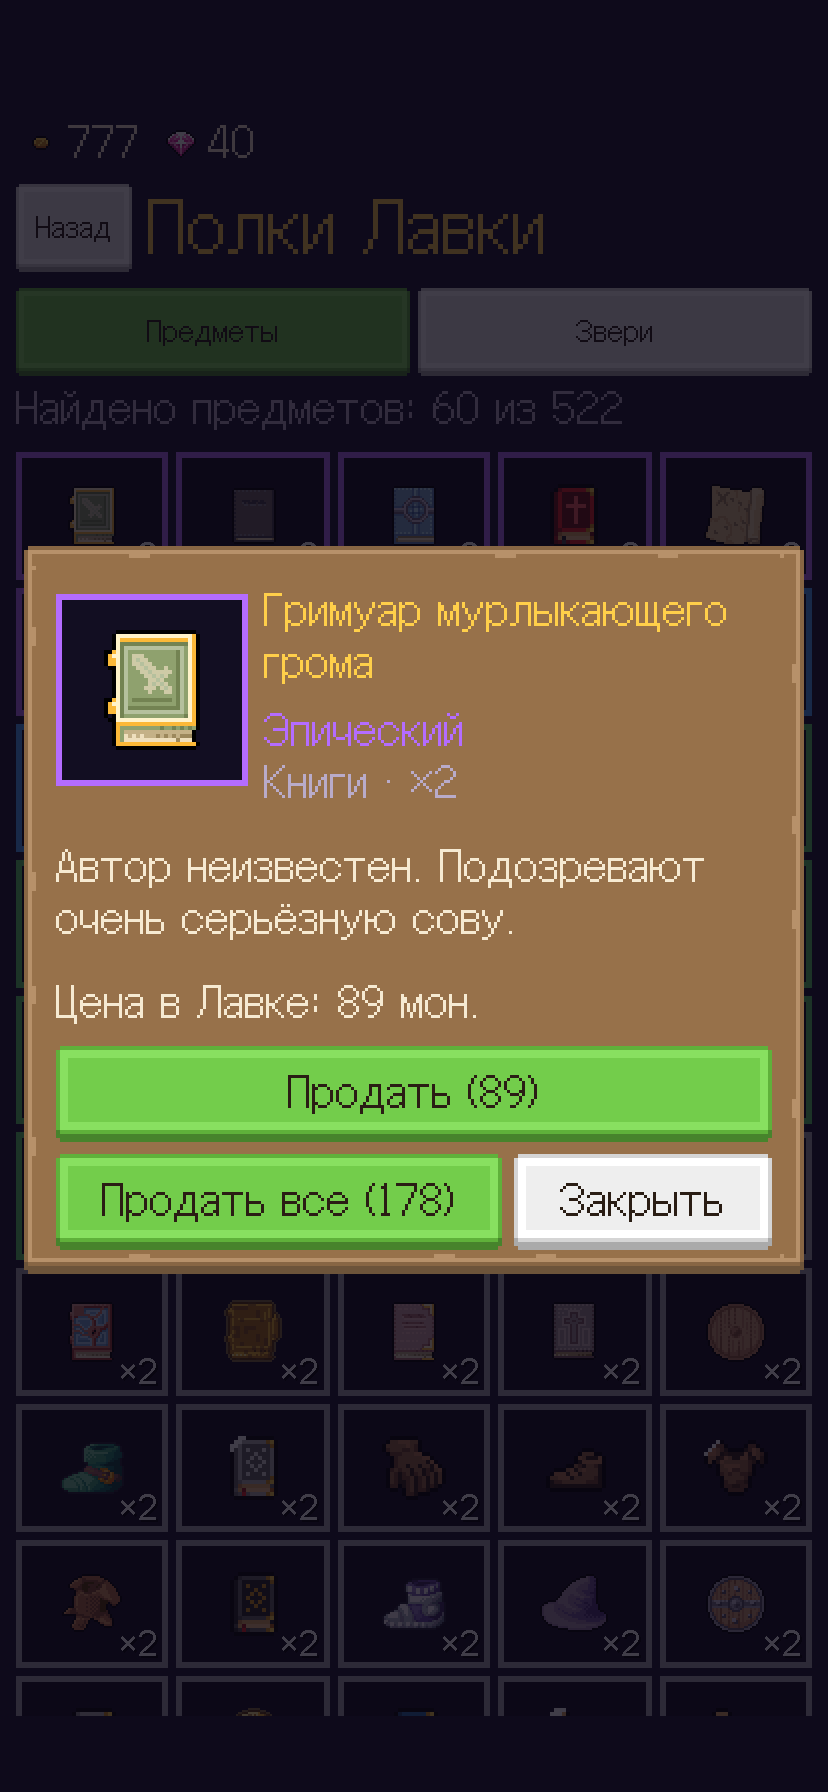 777 40
Назад Полки Лавки
Предметы Звери
Найдено предметов: 60 из 522
Гримуар мурлыкающего
грома
Эпический
Книги · ×2
Автор неизвестен. Подозревают
очень серьёзную сову.
Цена в Лавке: 89 мон.
Продать (89)
Продать все (178) Закрыть
×2 ×2 ×2 ×2 ×2
×2 ×2 ×2 ×2 ×2
×2 ×2 ×2 ×2 ×2